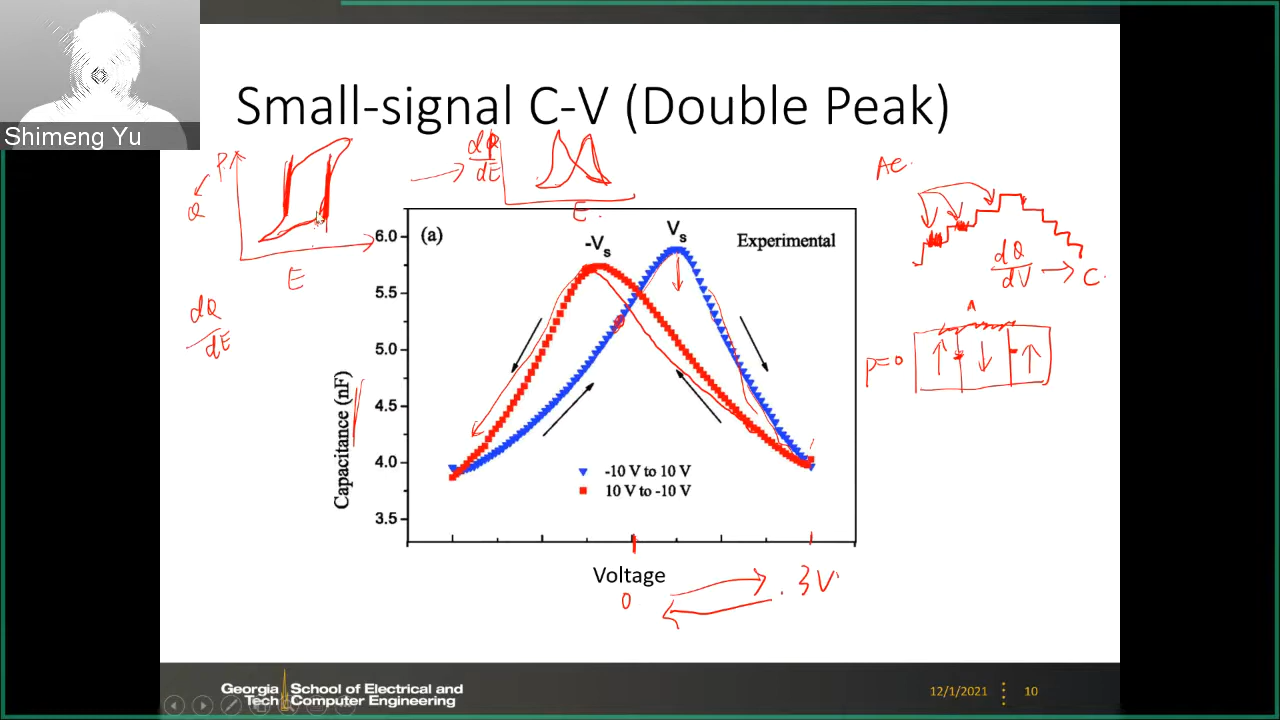 Shimeng Yu
Small-signal C-V (Double Peak)
P
Q
E
dQ
dE
dQ
dE
E.
AC
dQ
dV → C.
P=0
(a)
-Vs
Vs
Experimental
6.0
5.5
5.0
4.5
4.0
3.5
Capacitance (nF)
-10 V to 10 V
10 V to -10 V
Voltage
0
.3V
Georgia Tech
School of Electrical and
Computer Engineering
12/1/2021
10